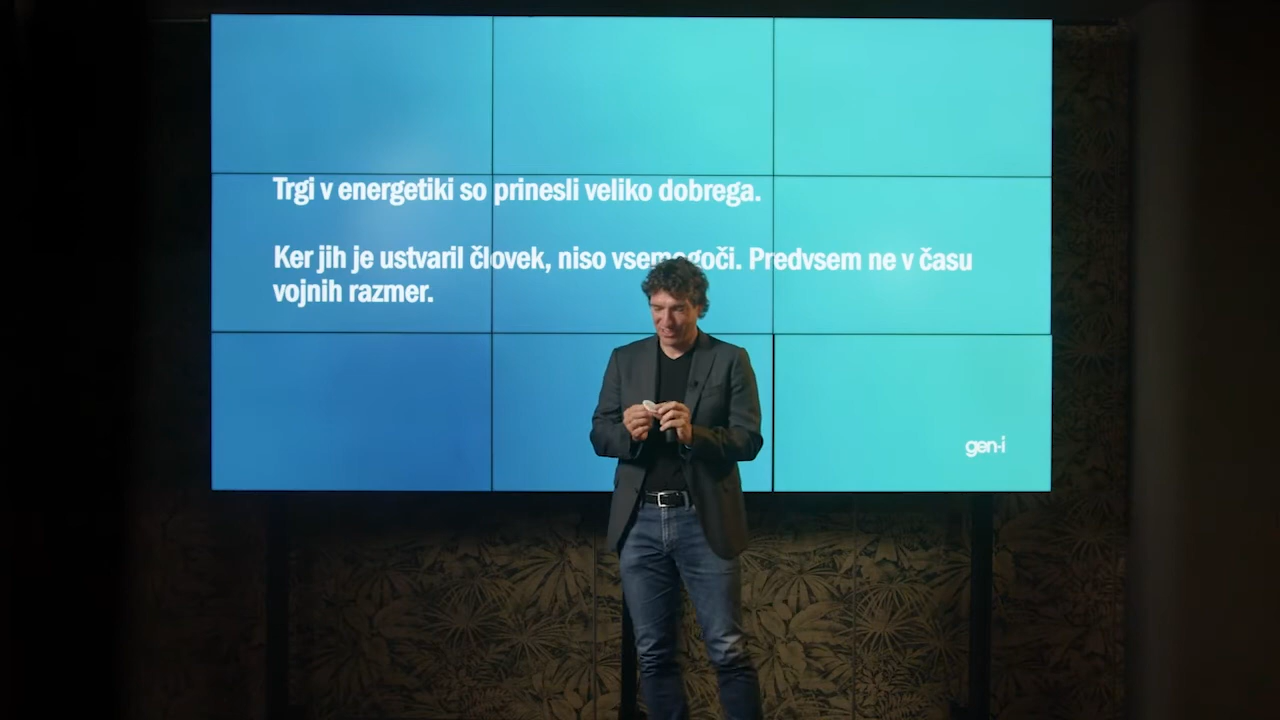 Trgi v energetiki so prinesli veliko dobrega.
Ker jih je ustvaril človek, niso vsemogoči. Predvsem ne v času
vojnih razmer.
gen-i